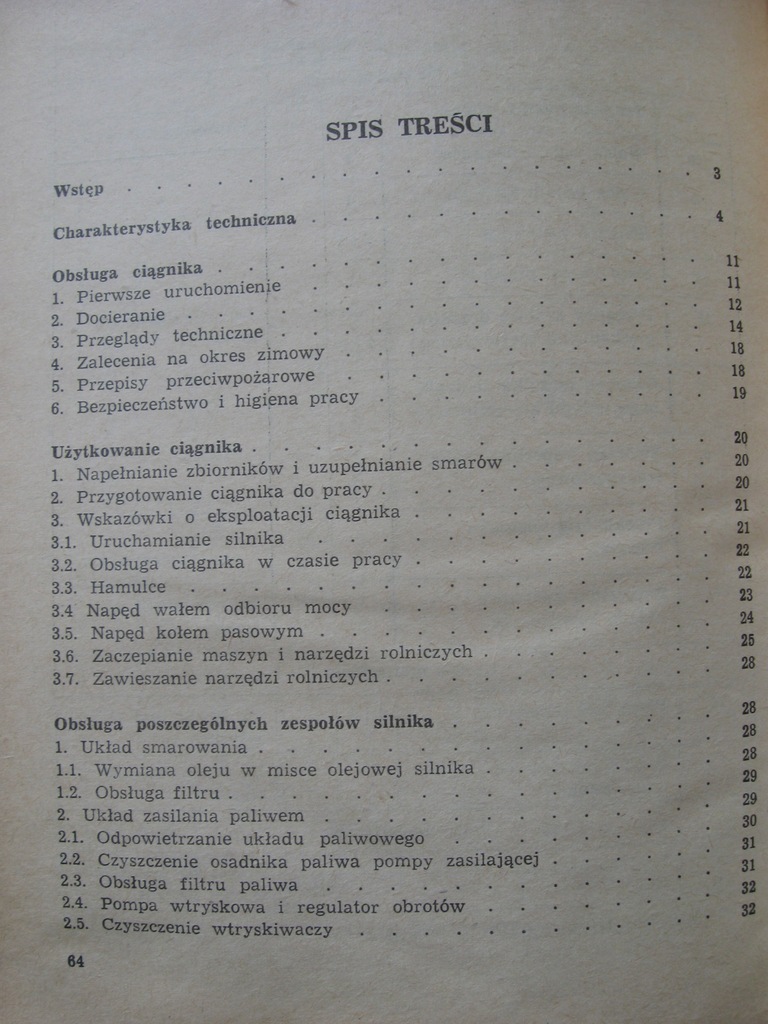 SPIS TREŚCI
Wstęp . . . . . . . . . . . . . . . . . . . 3
Charakterystyka techniczna . . . . . . . . . . . . . 4
Obsługa ciągnika . . . . . . . . . . . . . . . . 11
1. Pierwsze uruchomienie . . . . . . . . . . . . . 11
2. Docieranie . . . . . . . . . . . . . . . . . 12
3. Przeglądy techniczne . . . . . . . . . . . . . . 14
4. Zalecenia na okres zimowy . . . . . . . . . . . . 18
5. Przepisy przeciwpożarowe . . . . . . . . . . . . 18
6. Bezpieczeństwo i higiena pracy . . . . . . . . . . . 19
Użytkowanie ciągnika . . . . . . . . . . . . . . . 20
1. Napełnianie zbiorników i uzupełnianie smarów . . . . . . . 20
2. Przygotowanie ciągnika do pracy . . . . . . . . . . . 20
3. Wskazówki o eksploatacji ciągnika . . . . . . . . . . 21
3.1. Uruchamianie silnika . . . . . . . . . . . . . 21
3.2. Obsługa ciągnika w czasie pracy . . . . . . . . . . 22
3.3. Hamulce . . . . . . . . . . . . . . . . . 22
3.4 Napęd wałem odbioru mocy . . . . . . . . . . . . 23
3.5. Napęd kołem pasowym . . . . . . . . . . . . . 24
3.6. Zaczepianie maszyn i narzędzi rolniczych . . . . . . . . 25
3.7. Zawieszanie narzędzi rolniczych . . . . . . . . . . . 28
Obsługa poszczególnych zespołów silnika . . . . . . . . . 28
1. Układ smarowania . . . . . . . . . . . . . . . 28
1.1. Wymiana oleju w misce olejowej silnika . . . . . . . . 28
1.2. Obsługa filtru . . . . . . . . . . . . . . . . 29
2. Układ zasilania paliwem . . . . . . . . . . . . . 29
2.1. Odpowietrzanie układu paliwowego . . . . . . . . . 30
2.2. Czyszczenie osadnika paliwa pompy zasilającej . . . . . . 31
2.3. Obsługa filtru paliwa . . . . . . . . . . . . . 31
2.4. Pompa wtryskowa i regulator obrotów . . . . . . . . 32
2.5. Czyszczenie wtryskiwaczy . . . . . . . . . . . . 32
64